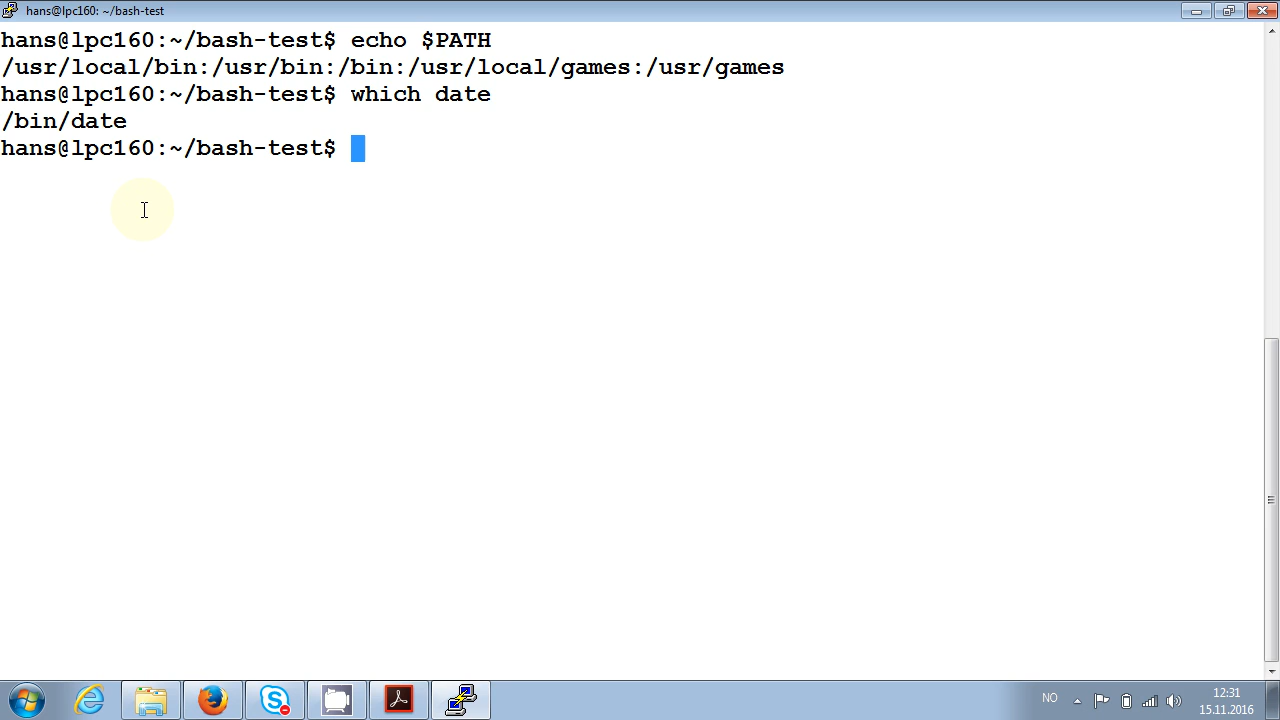 hans@lpc160: ~/bash-test
hans@lpc160:~/bash-test$ echo $PATH
/usr/local/bin:/usr/bin:/bin:/usr/local/games:/usr/games
hans@lpc160:~/bash-test$ which date
/bin/date
hans@lpc160:~/bash-test$
NO
12:31
15.11.2016